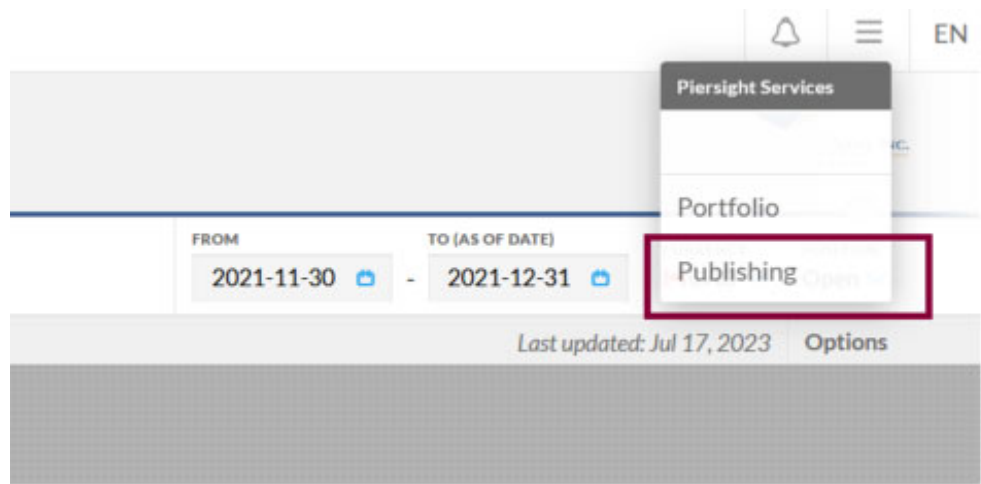 EN
Piersight Services
Portfolio
FROM
TO (AS OF DATE)
2021-11-30 - 2021-12-31
Publishing
Open
Last updated: Jul 17, 2023 Options